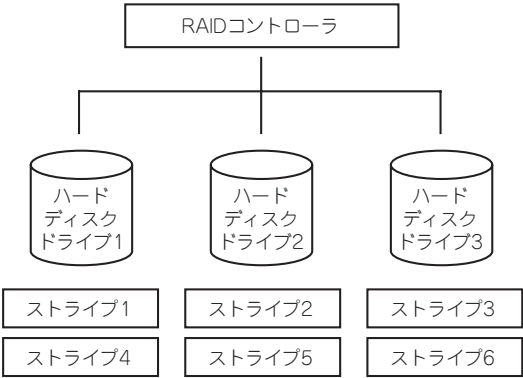 RAIDコントローラ
ハード
ディスク
ドライブ1
ハード
ディスク
ドライブ2
ハード
ディスク
ドライブ3
ストライプ1
ストライプ2
ストライプ3
ストライプ4
ストライプ5
ストライプ6